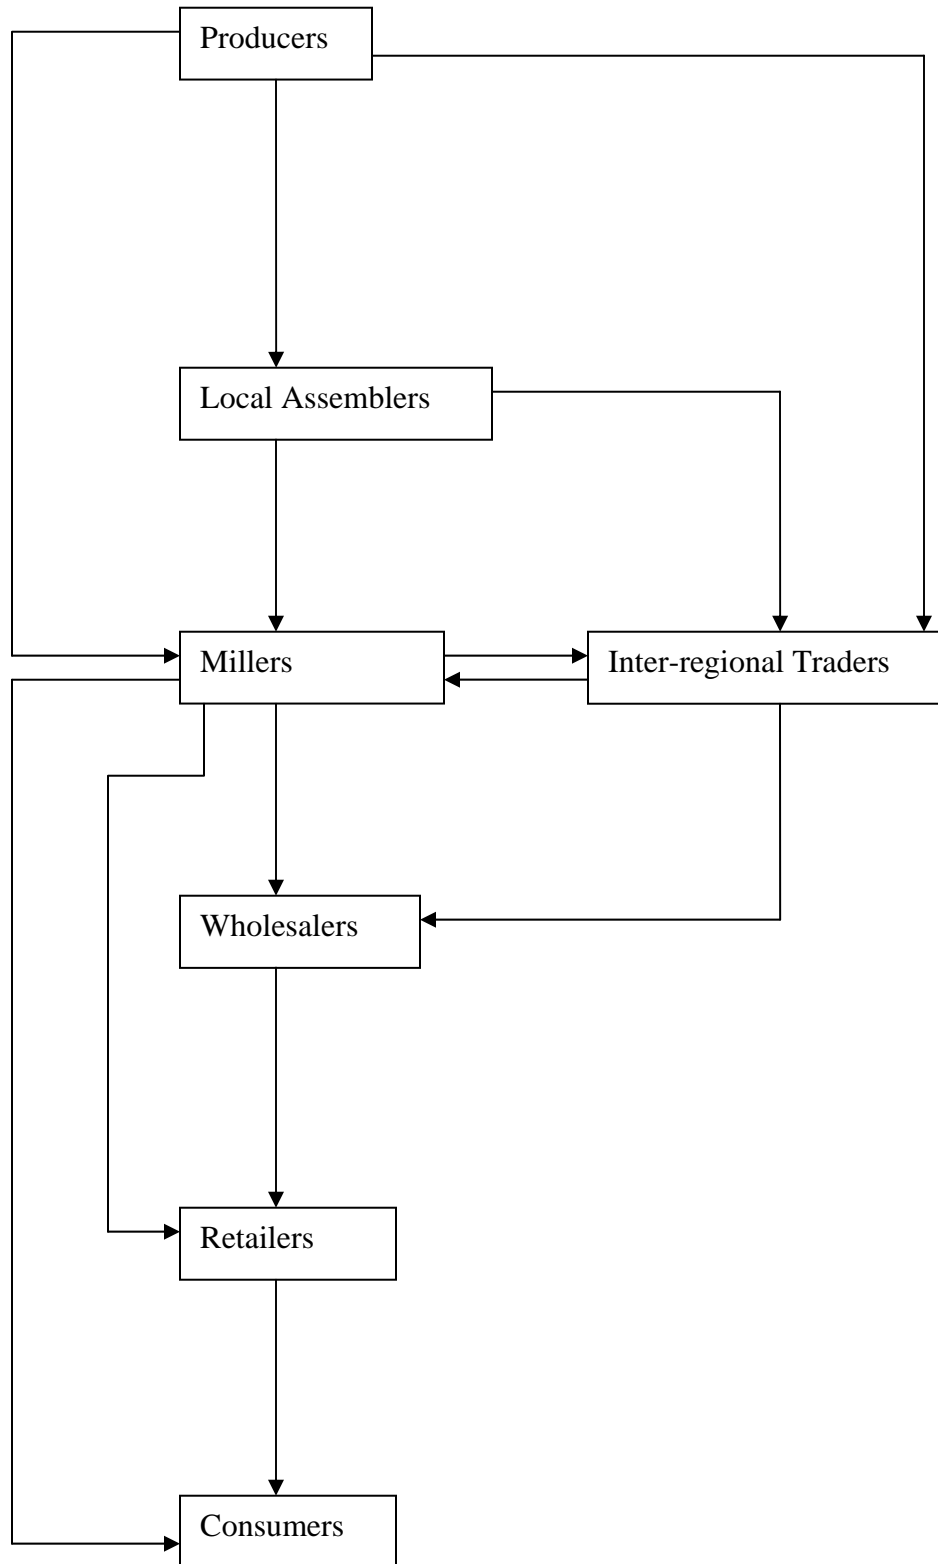 Producers
Local Assemblers
Millers
Inter-regional Traders
Wholesalers
Retailers
Consumers